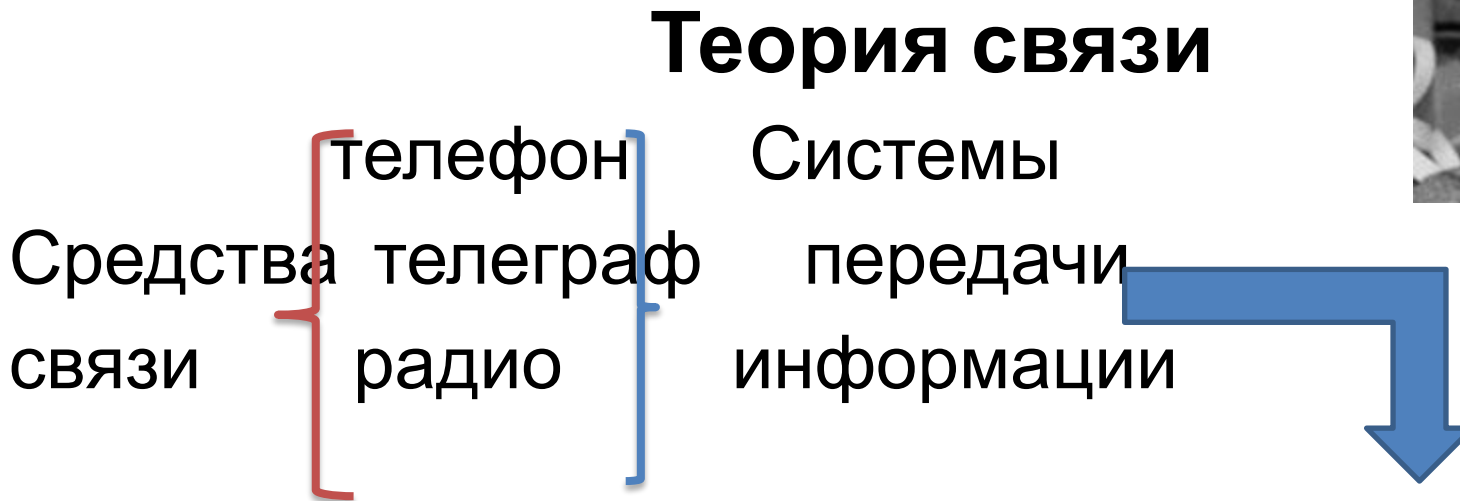 Теория связи
телефон Системы
Средства телеграф передачи
связи радио информации